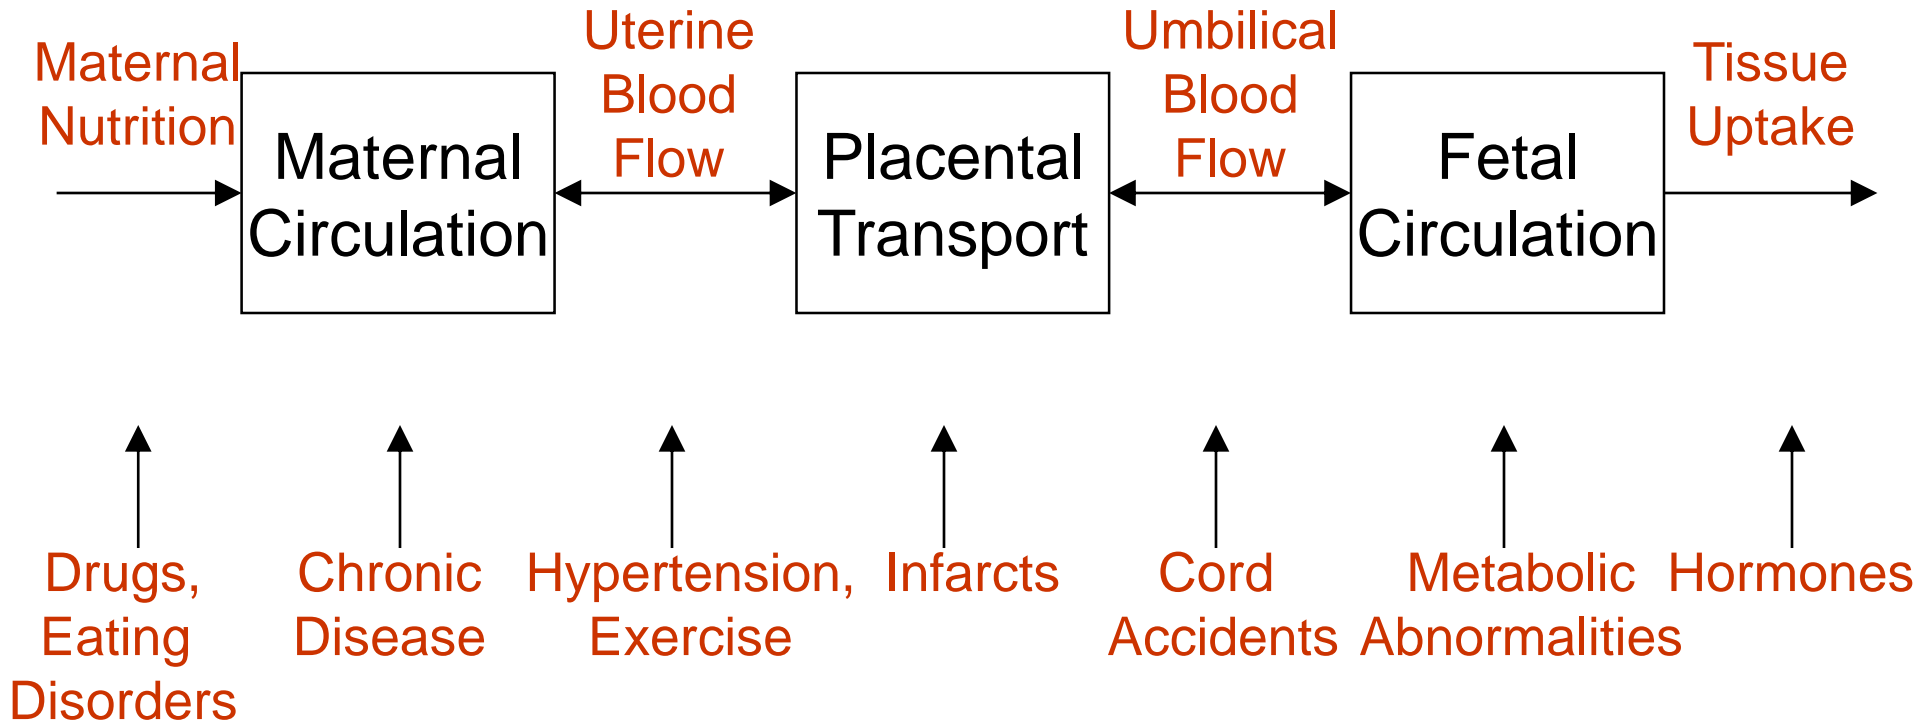 Maternal
Nutrition
Maternal
Circulation
Uterine
Blood
Flow
Placental
Transport
Umbilical
Blood
Flow
Fetal
Circulation
Tissue
Uptake
Drugs,
Eating
Disorders
Chronic
Disease
Hypertension,
Exercise
Infarcts
Cord
Accidents
Metabolic
Abnormalities
Hormones